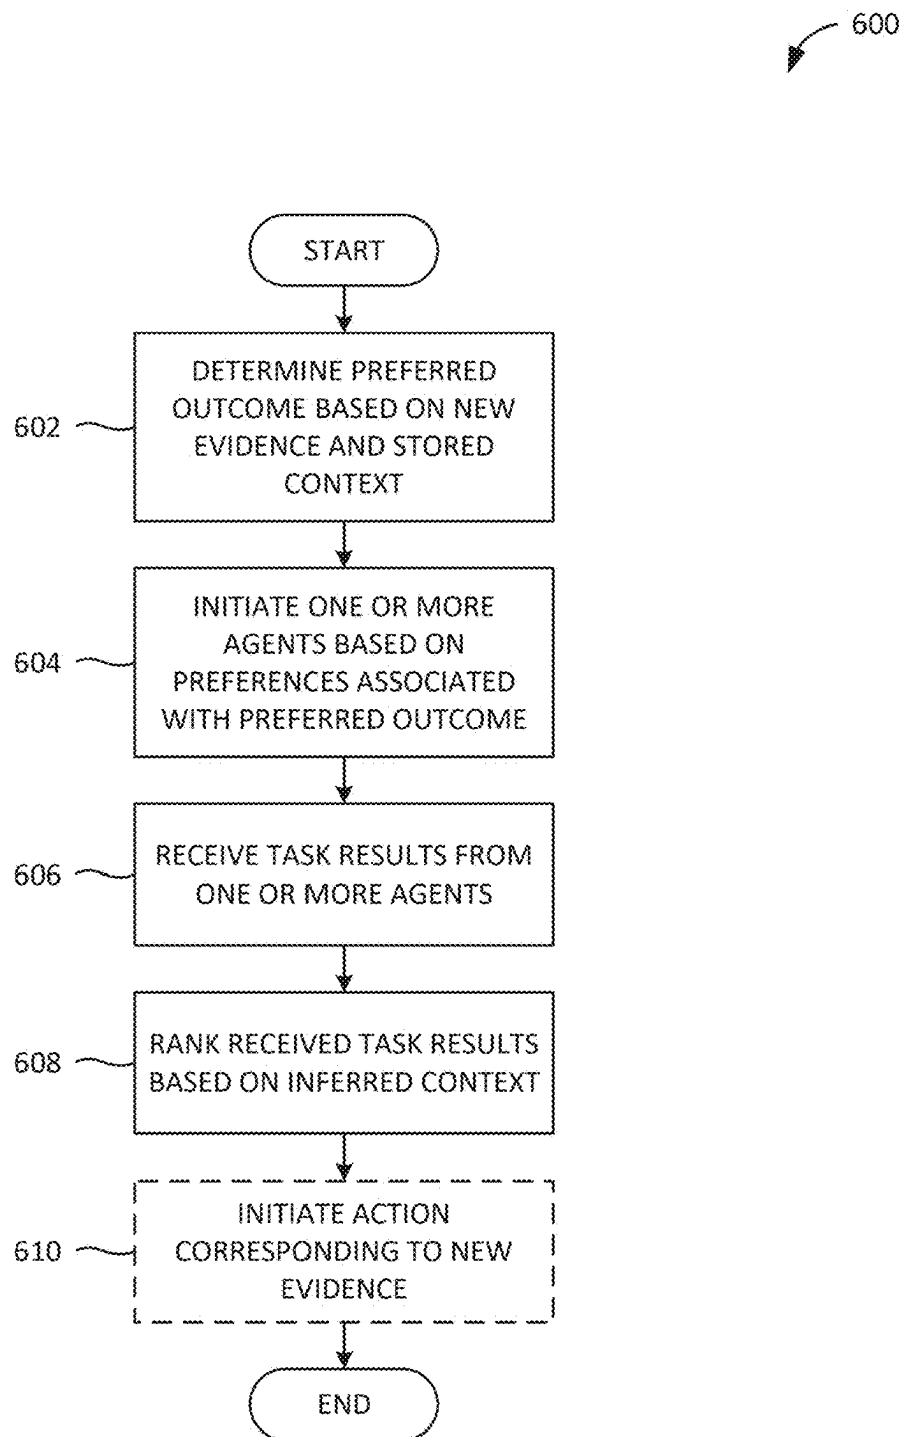 600
START
602
DETERMINE PREFERRED
OUTCOME BASED ON NEW
EVIDENCE AND STORED
CONTEXT
604
INITIATE ONE OR MORE
AGENTS BASED ON
PREFERENCES ASSOCIATED
WITH PREFERRED OUTCOME
606
RECEIVE TASK RESULTS FROM
ONE OR MORE AGENTS
608
RANK RECEIVED TASK RESULTS
BASED ON INFERRED CONTEXT
610
INITIATE ACTION
CORRESPONDING TO NEW
EVIDENCE
END